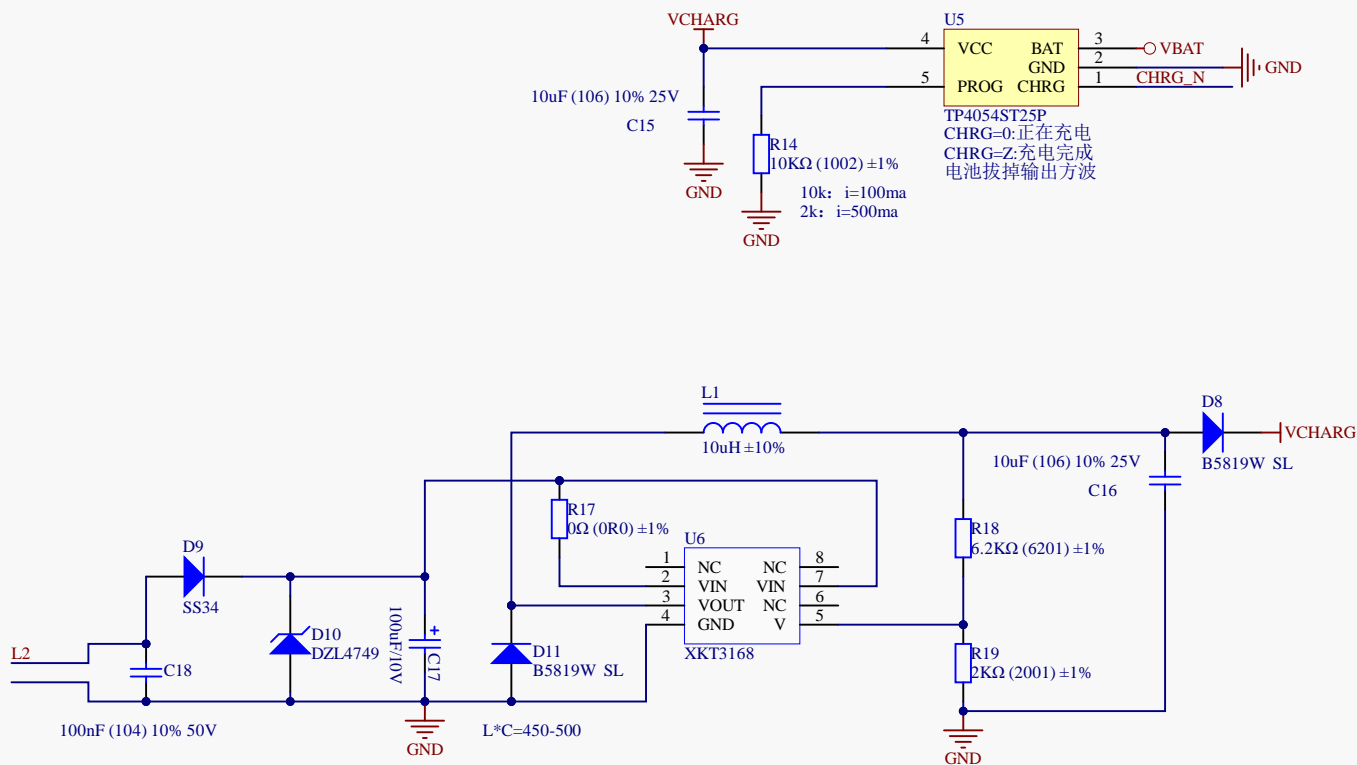 VCHARG
U5
4
VCC
BAT
3
VBAT
GND
2
GND
5
PROG
CHRG
1
CHRG_N
10uF (106) 10% 25V
C15
GND
R14
10KΩ (1002) ±1%
10k：i=100ma
2k：i=500ma
GND
TP4054ST25P
CHRG=0:正在充电
CHRG=Z:充电完成
电池拔掉输出方波
L1
10uH ±10%
D8
VCHARG
B5819W SL
10uF (106) 10% 25V
C16
R17
0Ω (0R0) ±1%
R18
6.2KΩ (6201) ±1%
U6
1
NC
NC
8
2
VIN
VIN
7
3
VOUT
NC
6
4
GND
V
5
XKT3168
D9
SS34
D10
DZL4749
100uF/10V
+
C17
D11
B5819W SL
R19
2KΩ (2001) ±1%
L2
C18
100nF (104) 10% 50V
GND
L*C=450-500
GND